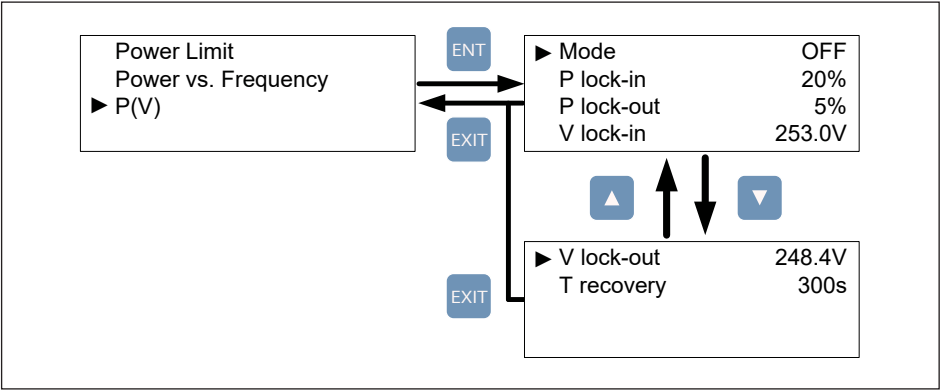 Power Limit
Power vs. Frequency
▶ P(V)
ENT
EXIT
▶ Mode OFF
P lock-in 20%
P lock-out 5%
V lock-in 253.0V
▲ ▼
EXIT
▶ V lock-out 248.4V
T recovery 300s